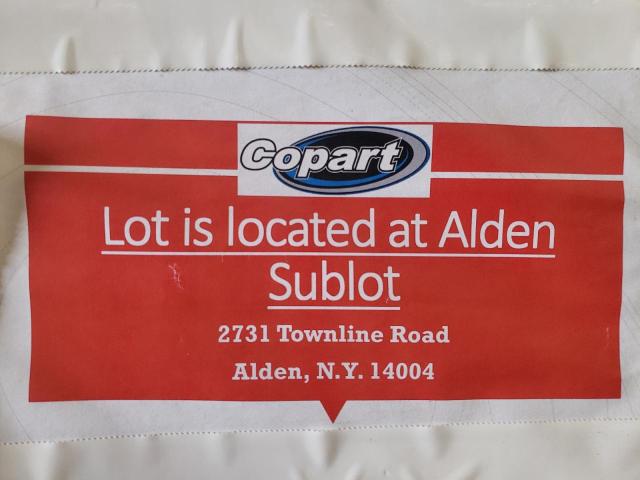 Copart
Lot is located at Alden
Sublot
2731 Townline Road
Alden, N.Y. 14004